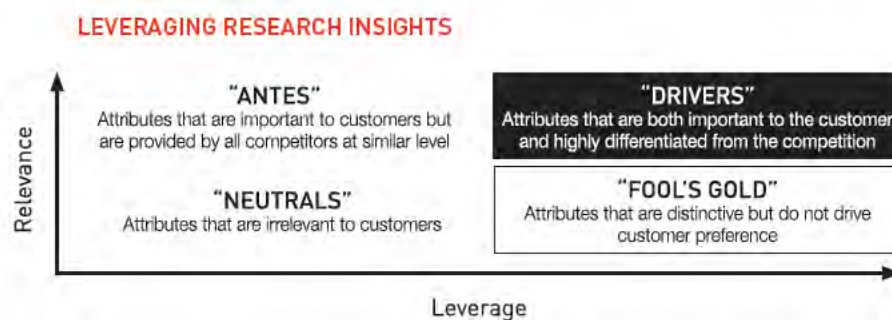 LEVERAGING RESEARCH INSIGHTS
"ANTES"
Attributes that are important to customers but
are provided by all competitors at similar level
"DRIVERS"
Attributes that are both important to the customer
and highly differentiated from the competition
"NEUTRALS"
Attributes that are irrelevant to customers
"FOOL'S GOLD"
Attributes that are distinctive but do not drive
customer preference
Relevance
Leverage